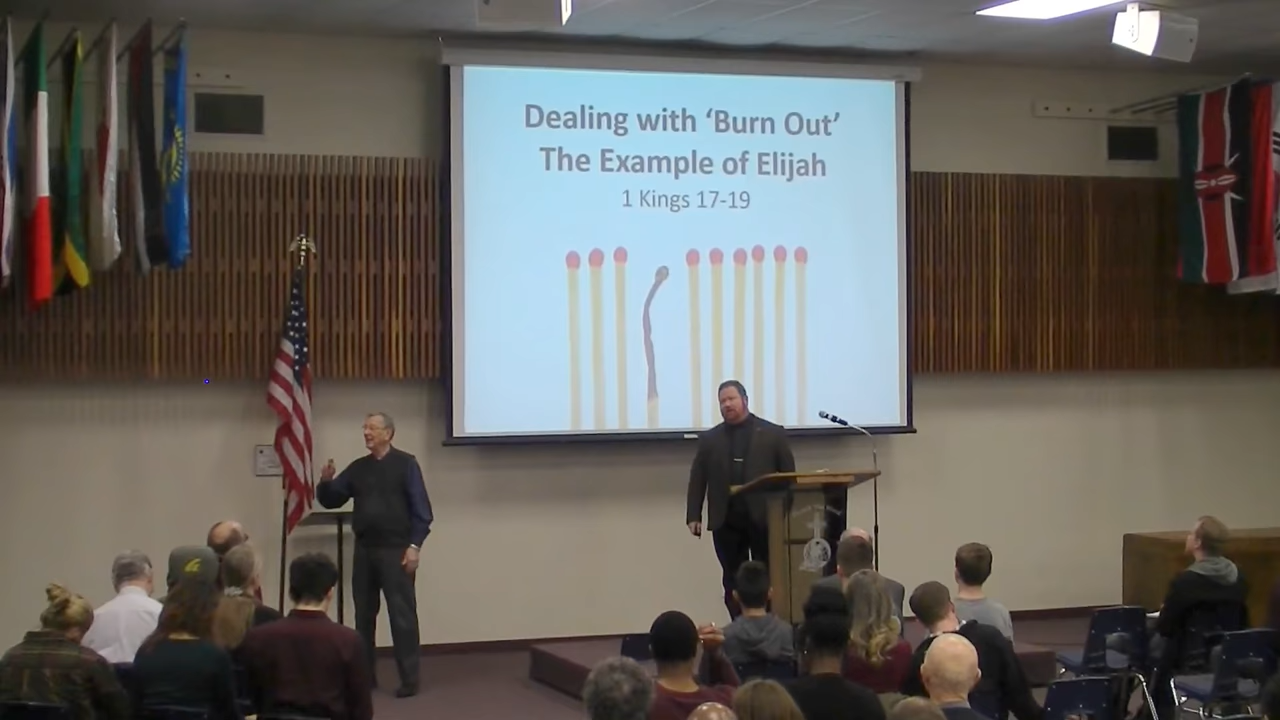 Dealing with ‘Burn Out’
The Example of Elijah
1 Kings 17-19